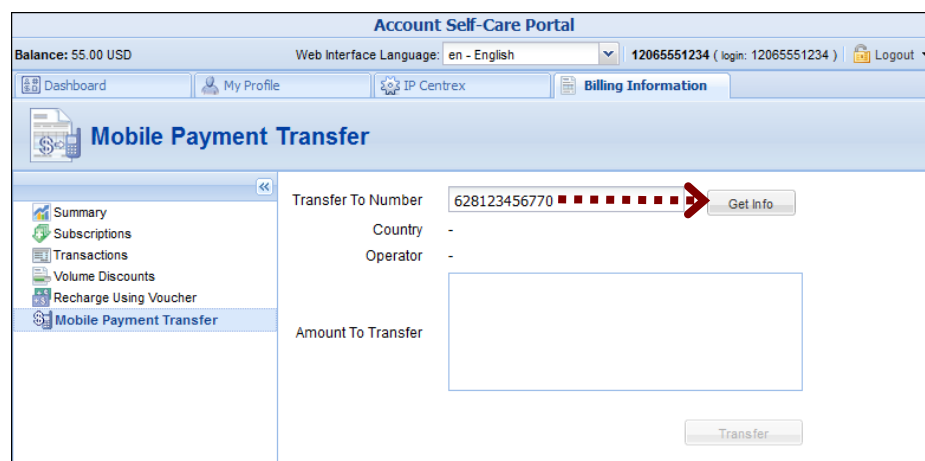 Account Self-Care Portal
Balance: 55.00 USD Web Interface Language: en - English 12065551234 ( login: 12065551234 ) Logout
Dashboard My Profile IP Centrex Billing Information
Mobile Payment Transfer
Summary
Subscriptions
Transactions
Volume Discounts
Recharge Using Voucher
Mobile Payment Transfer
Transfer To Number 628123456770 Get Info
Country -
Operator -
Amount To Transfer
Transfer